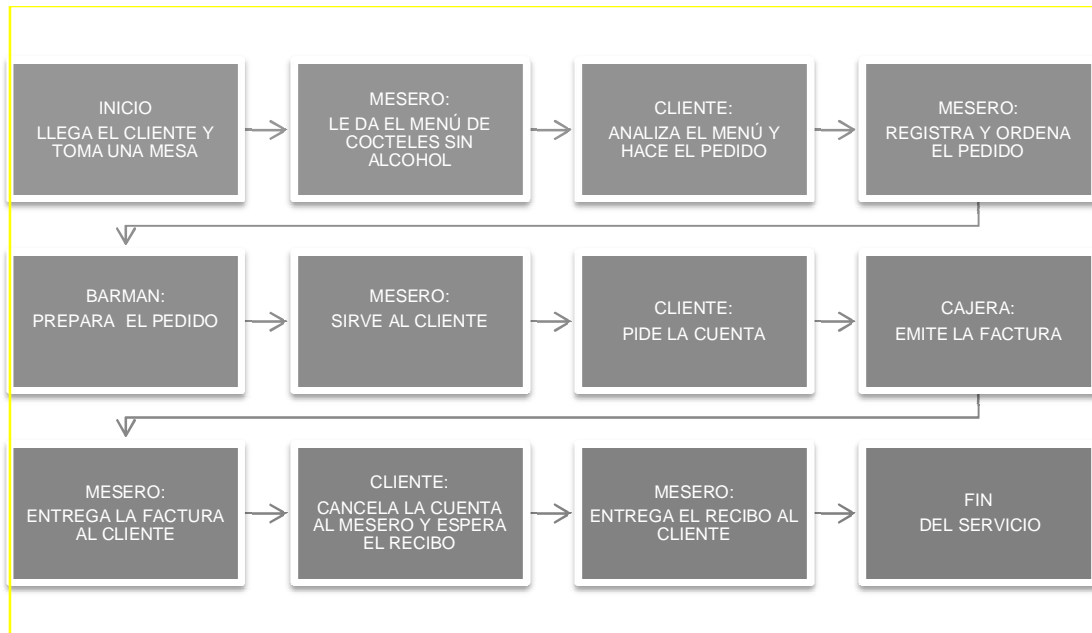 INICIO
LLEGA EL CLIENTE Y
TOMA UNA MESA
MESERO:
LE DA EL MENÚ DE
COCTELES SIN
ALCOHOL
CLIENTE:
ANALIZA EL MENÚ Y
HACE EL PEDIDO
MESERO:
REGISTRA Y ORDENA
EL PEDIDO
BARMAN:
PREPARA EL PEDIDO
MESERO:
SIRVE AL CLIENTE
CLIENTE:
PIDE LA CUENTA
CAJERA:
EMITE LA FACTURA
MESERO:
ENTREGA LA FACTURA
AL CLIENTE
CLIENTE:
CANCELA LA CUENTA
AL MESERO Y ESPERA
EL RECIBO
MESERO:
ENTREGA EL RECIBO AL
CLIENTE
FIN
DEL SERVICIO